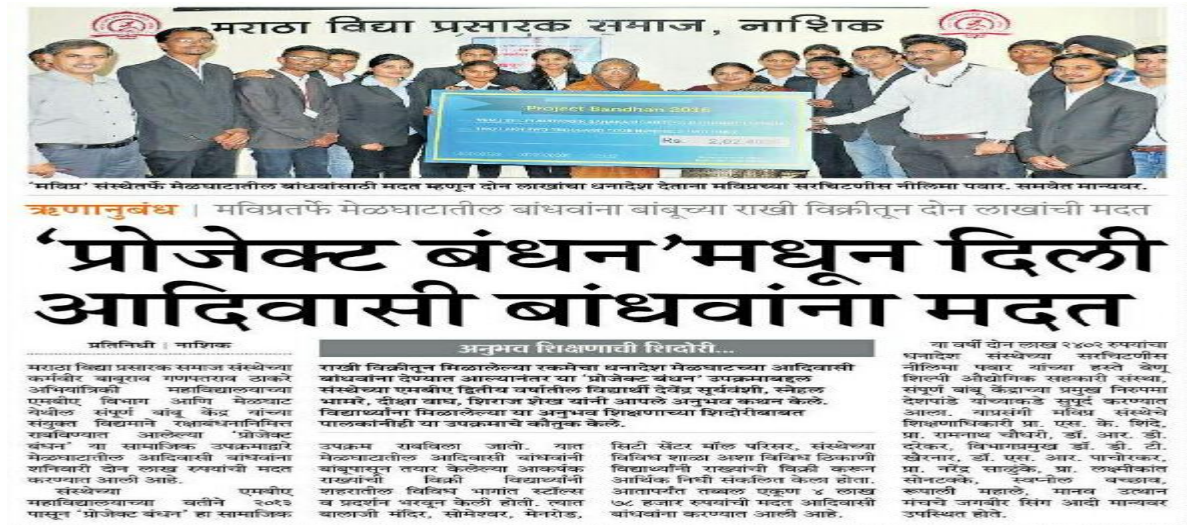 मराठा विद्या प्रसारक समाज, नाशिक
Project Bandhan 2016
Rs. 2,02,
'मविप्र' संस्थेतर्फे मेळघाटातील बांधवांसाठी मदत म्हणून दोन लाखांचा धनादेश देताना मविप्रच्या सरचिटणीस नीलिमा पवार. समवेत मान्यवर.
ऋणानुबंध | मविप्रतर्फे मेळघाटातील बांधवांना बांबूच्या राखी विक्रीतून दोन लाखांची मदत
'प्रोजेक्ट बंधन'मधून दिली
आदिवासी बांधवांना मदत
प्रतिनिधी | नाशिक
मराठा विद्या प्रसारक समाज संस्थेच्या
कर्मवीर बाबुराव गणपतराव ठाकरे
अभियांत्रिकी महाविद्यालयाच्या
एमबीए विभाग आणि मेळघाट
येथील संपूर्ण बांबू केंद्र यांच्या
संयुक्त विद्यमाने रक्षाबंधनानिमित्त
राबविण्यात आलेल्या 'प्रोजेक्ट
बंधन' या सामाजिक उपक्रमाद्वारे
मेळघाटातील आदिवासी बांधवांना
शनिवारी दोन लाख रुपयांची मदत
करण्यात आली आहे.
संस्थेच्या एमबीए
महाविद्यालयाच्या वतीने २०१३
पासून 'प्रोजेक्ट बंधन' हा सामाजिक
अनुभव शिक्षणाची शिदोरी...
राखी विक्रीतून मिळालेल्या रकमेचा धनादेश मेळघाटच्या आदिवासी
बांधवांना देण्यात आल्यानंतर या 'प्रोजेक्ट बंधन' उपक्रमाबद्दल
संस्थेच्या एमबीए द्वितीय वर्षातील विद्यार्थी देवेंद्र सूर्यवंशी, स्नेहल
भामरे, दीक्षा वाघ, शिराज शेख यांनी आपले अनुभव कथन केले.
विद्यार्थ्यांना मिळालेल्या या अनुभव शिक्षणाच्या शिदोरीबाबत
पालकांनीही या उपक्रमाचे कौतुक केले.
उपक्रम राबविला जातो. यात
मेळघाटातील आदिवासी बांधवांनी
बांबूपासून तयार केलेल्या आकर्षक
राख्यांची विक्री विद्यार्थ्यांनी
शहरातील विविध भागांत स्टॉल्स
व प्रदर्शन भरवून केली होती. यात
बालाजी मंदिर, सोमेश्वर, मेनरोड,
सिटी सेंटर मॉल परिसर, संस्थेच्या
विविध शाळा अशा विविध ठिकाणी
विद्यार्थ्यांनी राख्यांची विक्री करून
आर्थिक निधी संकलित केला होता.
आतापर्यंत तब्बल एकूण ४ लाख
७८ हजार रुपयांची मदत आदिवासी
बांधवांना करण्यात आली आहे.
या वर्षी दोन लाख २४०२ रुपयांचा
धनादेश संस्थेच्या सरचिटणीस
नीलिमा पवार यांच्या हस्ते वेणू
शिल्पी औद्योगिक सहकारी संस्था,
संपूर्ण बांबू केंद्राच्या प्रमुख निरुपमा
देशपांडे यांच्याकडे सुपूर्द करण्यात
आला. याप्रसंगी मविप्र संस्थेचे
शिक्षणाधिकारी प्रा. एस. के. शिंदे,
प्रा. रामनाथ चौधरी, डॉ. आर. डी.
दरेकर, विभागप्रमुख डॉ. डी. टी.
खैरनार, डॉ. एस. आर. पाचोरकर,
प्रा. नरेंद्र साळुंके, प्रा. लक्ष्मीकांत
सोनटक्के, स्वप्नील बच्छाव,
रूपाली महाले, मानव उत्थान
मंचचे जगबीर सिंग आदी मान्यवर
उपस्थित होते.